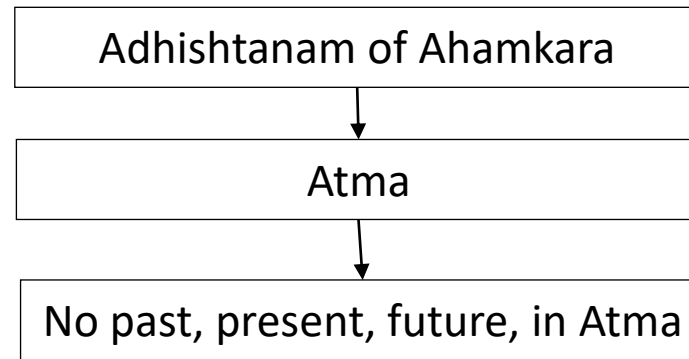 Adhishtanam of Ahamkara
Atma
No past, present, future, in Atma